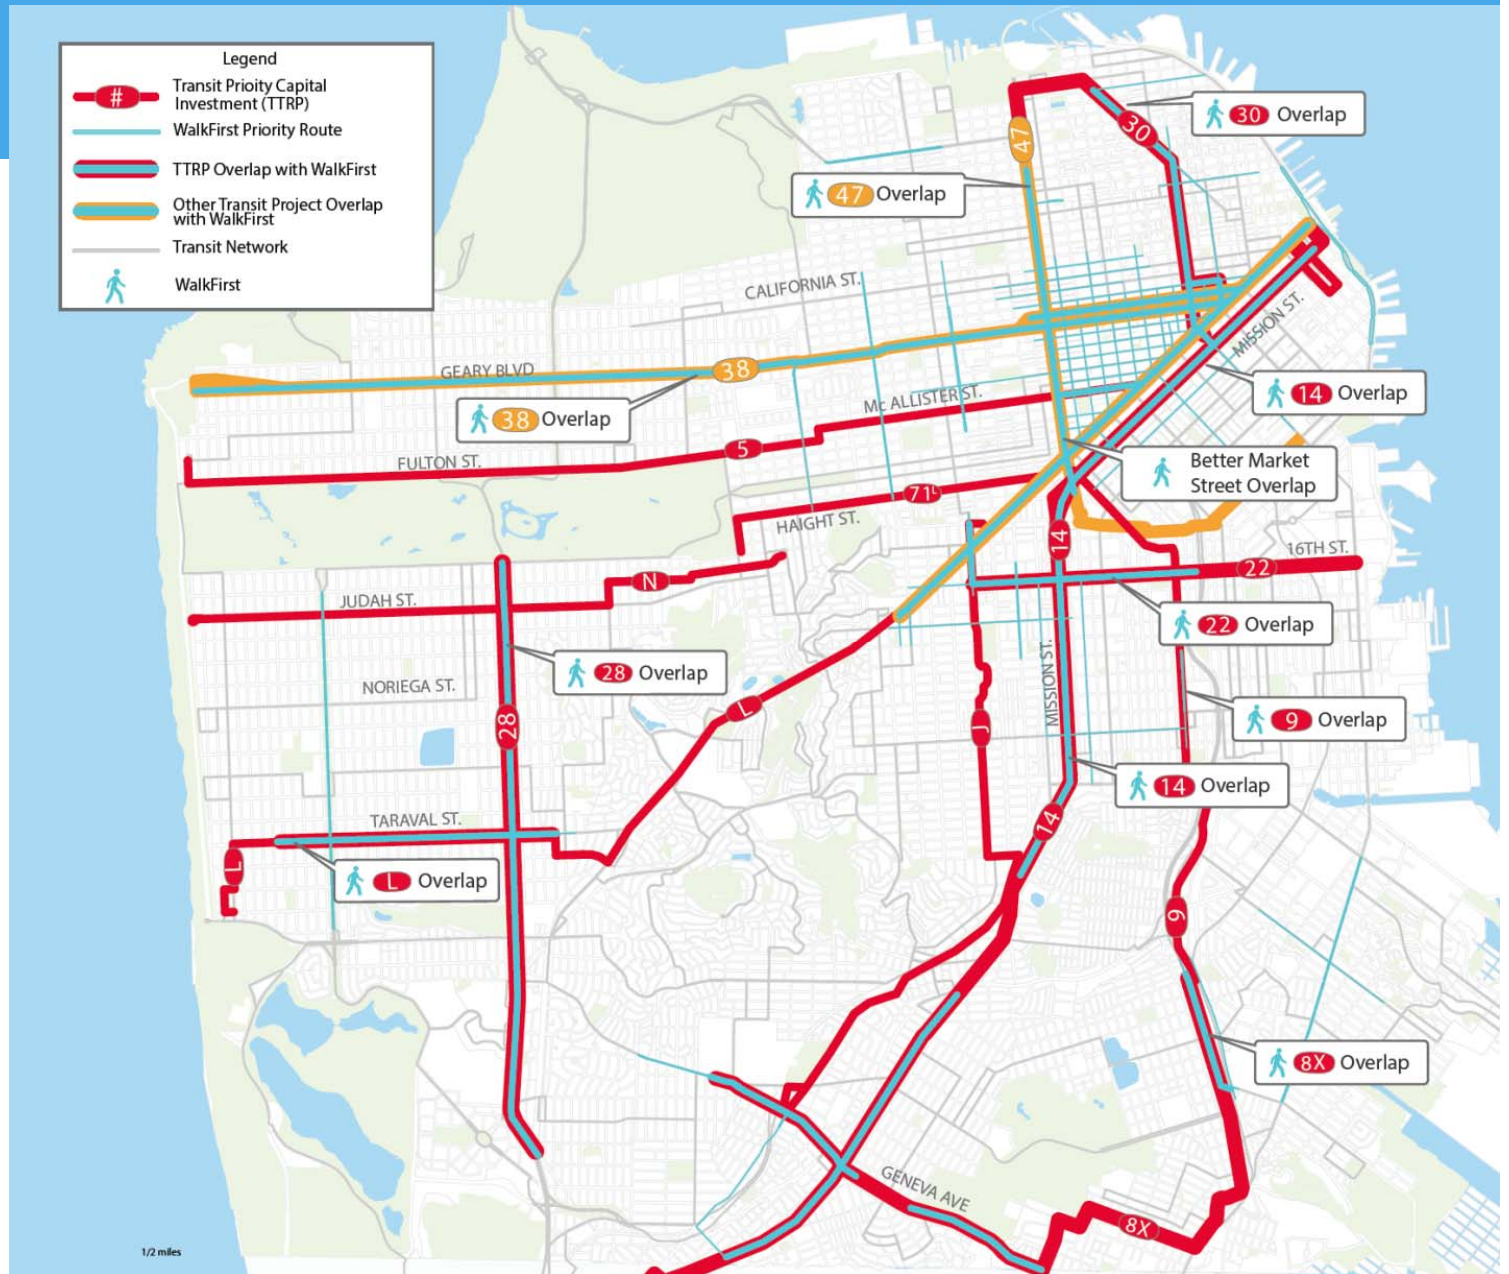 Legend
#
Transit Prioity Capital
Investment (TTRP)
WalkFirst Priority Route
TTRP Overlap with WalkFirst
Other Transit Project Overlap
with WalkFirst
Transit Network
WalkFirst
30 Overlap
30
47
47 Overlap
CALIFORNIA ST.
MISSION ST.
GEARY BLVD
38
38 Overlap
14 Overlap
Mc ALLISTER ST.
5
FULTON ST.
Better Market
Street Overlap
71L
HAIGHT ST.
14
16TH ST.
22
N
JUDAH ST.
22 Overlap
28 Overlap
MISSION ST.
NORIEGA ST.
L
28
J
9 Overlap
14 Overlap
14
TARAVAL ST.
L
L Overlap
9
8X Overlap
GENEVA AVE
8X
1/2 miles